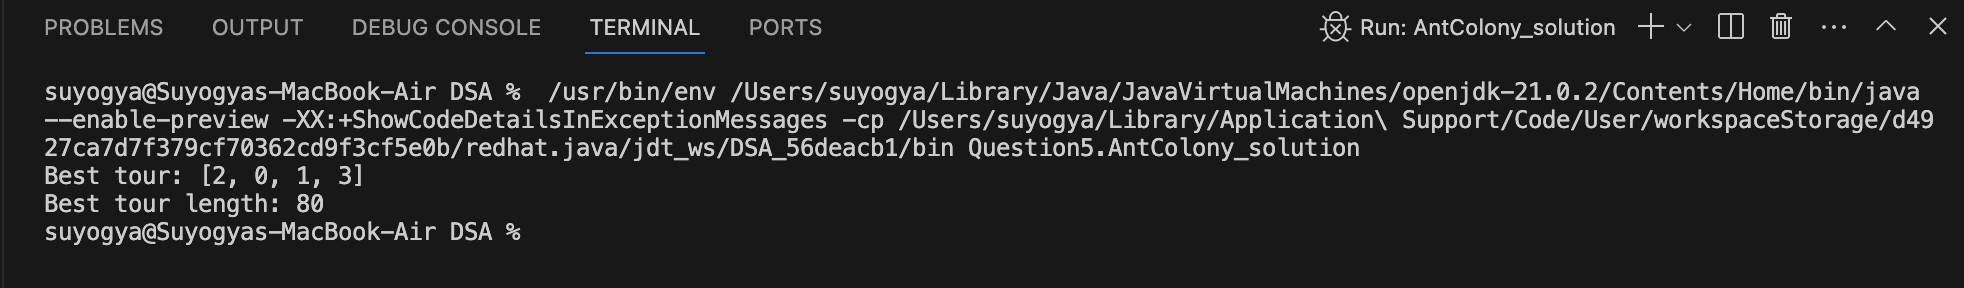 PROBLEMS OUTPUT DEBUG CONSOLE TERMINAL PORTS Run: AntColony_solution
suyogya@Suyogyas-MacBook-Air DSA %  /usr/bin/env /Users/suyogya/Library/Java/JavaVirtualMachines/openjdk-21.0.2/Contents/Home/bin/java
--enable-preview -XX:+ShowCodeDetailsInExceptionMessages -cp /Users/suyogya/Library/Application\ Support/Code/User/workspaceStorage/d49
27ca7d7f379cf70362cd9f3cf5e0b/redhat.java/jdt_ws/DSA_56deacb1/bin Question5.AntColony_solution
Best tour: [2, 0, 1, 3]
Best tour length: 80
suyogya@Suyogyas-MacBook-Air DSA %